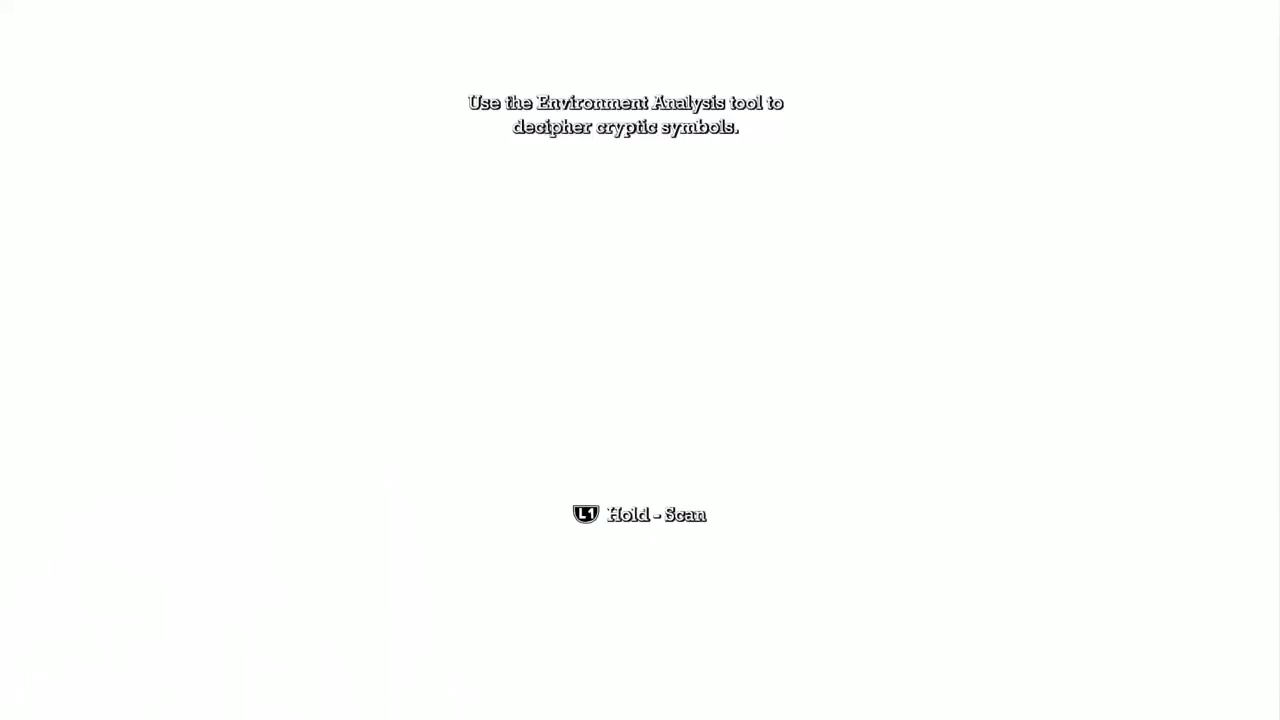 Use the Environment Analysis tool to
decipher cryptic symbols.
L1 Hold - Scan